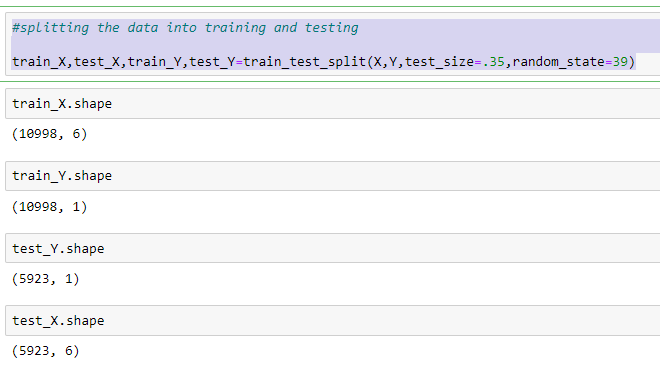 #splitting the data into training and testing
train_X,test_X,train_Y,test_Y=train_test_split(X,Y,test_size=.35,random_state=39)
train_X.shape
(10998, 6)
train_Y.shape
(10998, 1)
test_Y.shape
(5923, 1)
test_X.shape
(5923, 6)